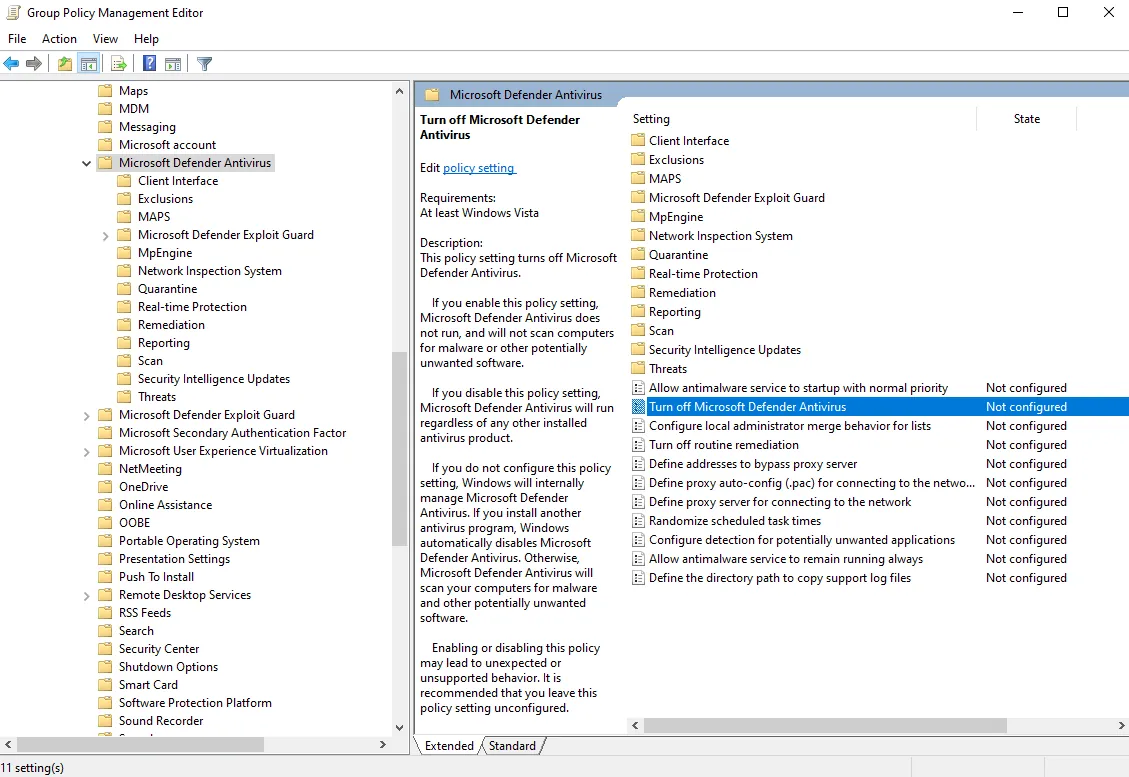 Group Policy Management Editor
File Action View Help
Maps
MDM
Messaging
Microsoft account
Microsoft Defender Antivirus
Client Interface
Exclusions
MAPS
Microsoft Defender Exploit Guard
MpEngine
Network Inspection System
Quarantine
Real-time Protection
Remediation
Reporting
Scan
Security Intelligence Updates
Threats
Microsoft Defender Exploit Guard
Microsoft Secondary Authentication Factor
Microsoft User Experience Virtualization
NetMeeting
OneDrive
Online Assistance
OOBE
Portable Operating System
Presentation Settings
Push To Install
Remote Desktop Services
RSS Feeds
Search
Security Center
Shutdown Options
Smart Card
Software Protection Platform
Sound Recorder
Microsoft Defender Antivirus
Turn off Microsoft Defender
Antivirus
Edit policy setting
Requirements:
At least Windows Vista
Description:
This policy setting turns off Microsoft
Defender Antivirus.
If you enable this policy setting,
Microsoft Defender Antivirus does
not run, and will not scan computers
for malware or other potentially
unwanted software.
If you disable this policy setting,
Microsoft Defender Antivirus will run
regardless of any other installed
antivirus product.
If you do not configure this policy
setting, Windows will internally
manage Microsoft Defender
Antivirus. If you install another
antivirus program, Windows
automatically disables Microsoft
Defender Antivirus. Otherwise,
Microsoft Defender Antivirus will
scan your computers for malware
and other potentially unwanted
software.
Enabling or disabling this policy
may lead to unexpected or
unsupported behavior. It is
recommended that you leave this
policy setting unconfigured.
Setting State
Client Interface
Exclusions
MAPS
Microsoft Defender Exploit Guard
MpEngine
Network Inspection System
Quarantine
Real-time Protection
Remediation
Reporting
Scan
Security Intelligence Updates
Threats
Allow antimalware service to startup with normal priority Not configured
Turn off Microsoft Defender Antivirus Not configured
Configure local administrator merge behavior for lists Not configured
Turn off routine remediation Not configured
Define addresses to bypass proxy server Not configured
Define proxy auto-config (.pac) for connecting to the netwo... Not configured
Define proxy server for connecting to the network Not configured
Randomize scheduled task times Not configured
Configure detection for potentially unwanted applications Not configured
Allow antimalware service to remain running always Not configured
Define the directory path to copy support log files Not configured
Extended Standard
11 setting(s)